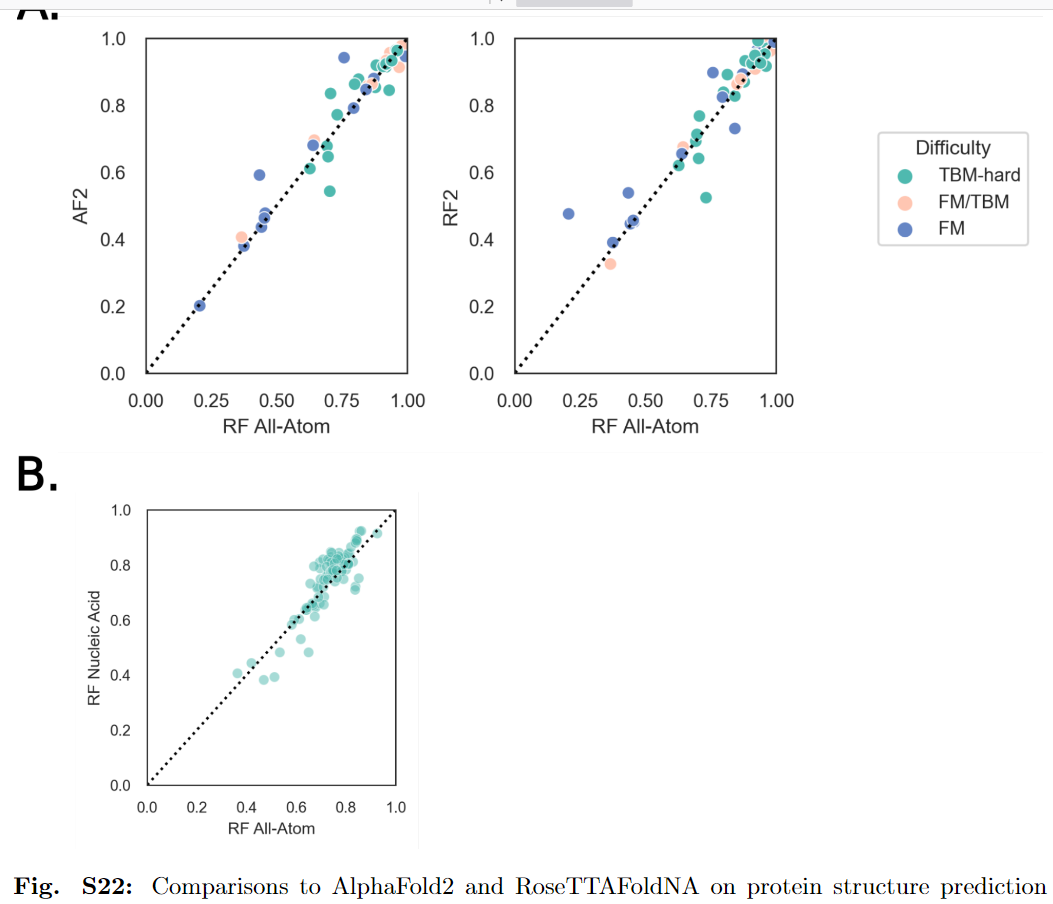 A.
1.0
0.8
0.6
0.4
0.2
0.0
AF2
0.00 0.25 0.50 0.75 1.00
RF All-Atom
1.0
0.8
0.6
0.4
0.2
0.0
RF2
0.00 0.25 0.50 0.75 1.00
RF All-Atom
Difficulty
TBM-hard
FM/TBM
FM
B.
1.0
0.8
0.6
0.4
0.2
0.0
RF Nucleic Acid
0.0 0.2 0.4 0.6 0.8 1.0
RF All-Atom
Fig. S22: Comparisons to AlphaFold2 and RoseTTAFoldNA on protein structure prediction